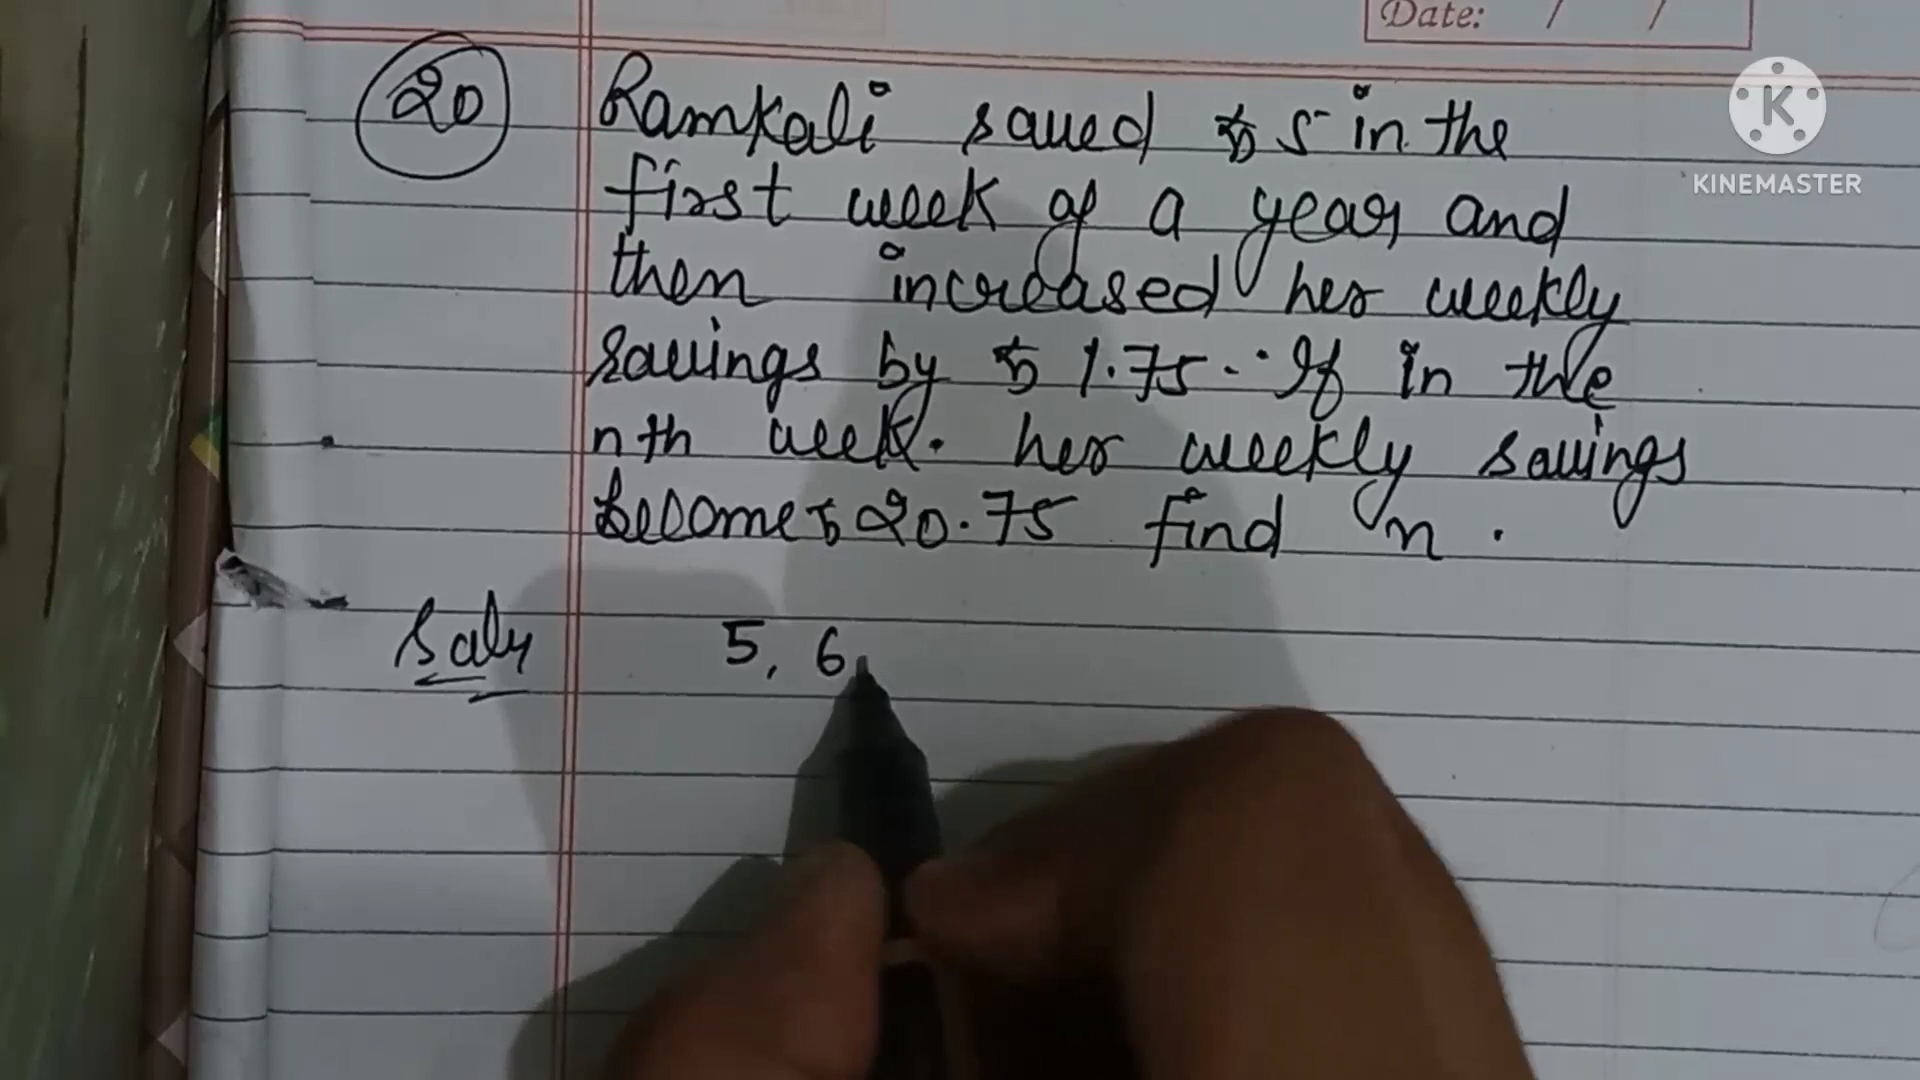 Date: / /
20 Ramkali saved ₹ 5 in the
first week of a year and
then increased her weekly
savings by ₹ 1.75. If in the
nth week. her weekly savings
become ₹ 20.75 find n.
Soln 5, 6.
K
KINEMASTER